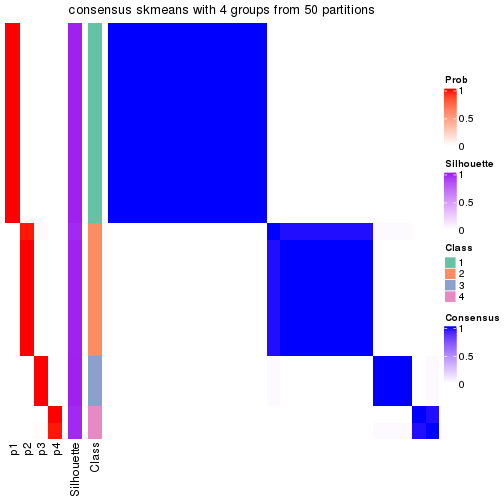 consensus skmeans with 4 groups from 50 partitions
Prob
1
0.5
0
Silhouette
1
0.5
0
Class
1
2
3
4
Consensus
1
0.5
0
p1
p2
p3
p4
Silhouette
Class